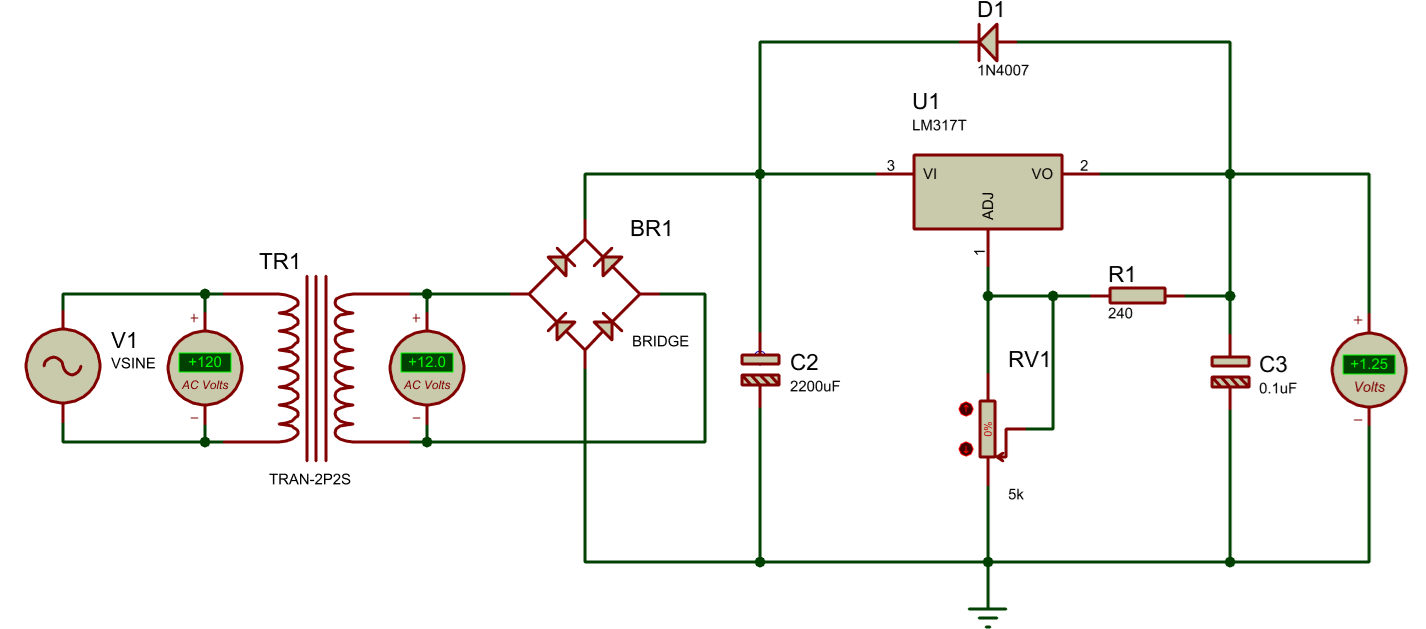 D1
1N4007
U1
LM317T
3
VI
VO
2
ADJ
1
BR1
BRIDGE
TR1
TRAN-2P2S
V1
VSINE
+
+120
AC Volts
−
+
+12.0
AC Volts
−
C2
2200uF
R1
240
RV1
0%
5k
C3
0.1uF
+
+1.25
Volts
−